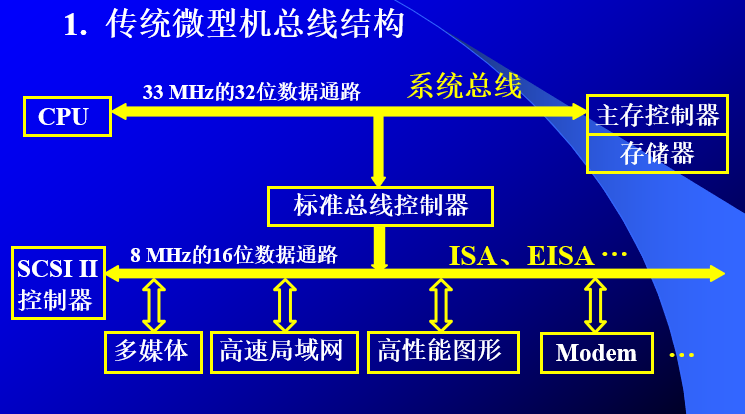 1. 传统微型机总线结构
33 MHz的32位数据通路
系统总线
CPU
主存控制器
存储器
标准总线控制器
8 MHz的16位数据通路
ISA、EISA …
SCSI II
控制器
多媒体
高速局域网
高性能图形
Modem
…